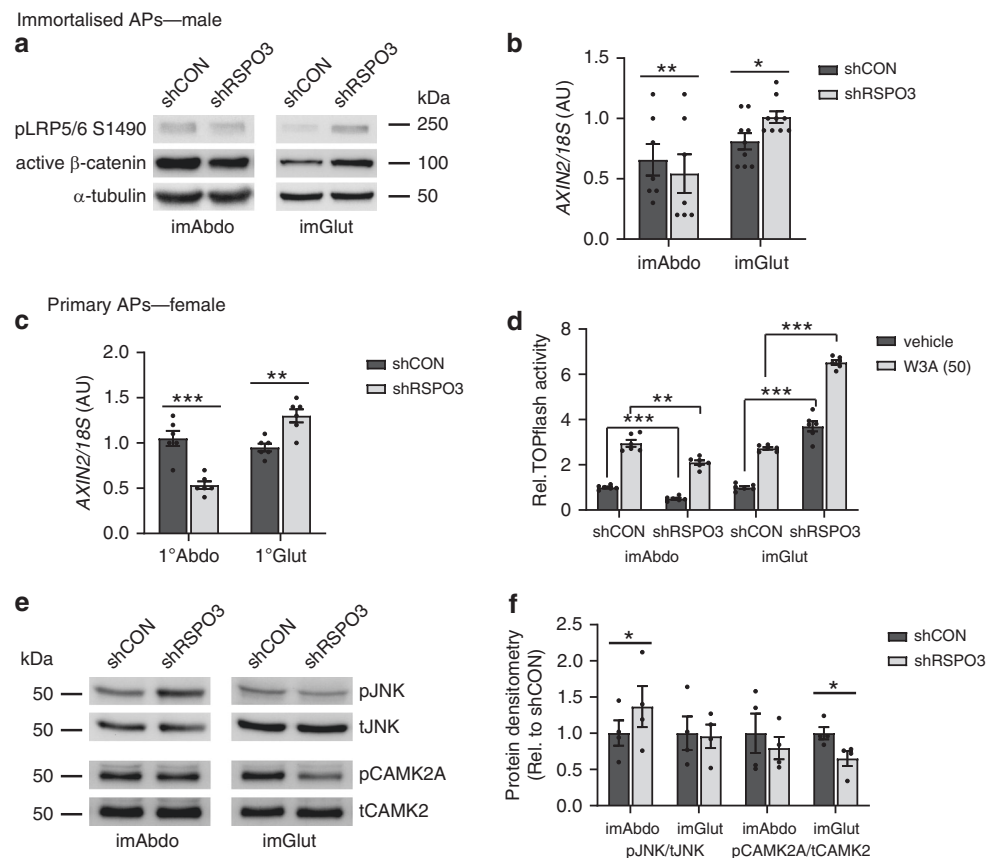 Immortalised APs—male
a
shCON
shRSPO3
shCON
shRSPO3
kDa
pLRP5/6 S1490
250
active β-catenin
100
α-tubulin
50
imAbdo
imGlut
b
AXIN2/18S (AU)
1.5
1.0
0.5
0.0
**
*
shCON
shRSPO3
imAbdo
imGlut
Primary APs—female
c
AXIN2/18S (AU)
2.0
1.5
1.0
0.5
0.0
***
**
shCON
shRSPO3
1°Abdo
1°Glut
d
Rel.TOPflash activity
8
6
4
2
0
***
**
***
***
vehicle
W3A (50)
shCON shRSPO3 shCON shRSPO3
imAbdo
imGlut
e
shCON
shRSPO3
shCON
shRSPO3
kDa
50
pJNK
50
tJNK
50
pCAMK2A
50
tCAMK2
imAbdo
imGlut
f
Protein densitometry
(Rel. to shCON)
2.5
2.0
1.5
1.0
0.5
0.0
*
*
shCON
shRSPO3
imAbdo imGlut imAbdo imGlut
pJNK/tJNK pCAMK2A/tCAMK2